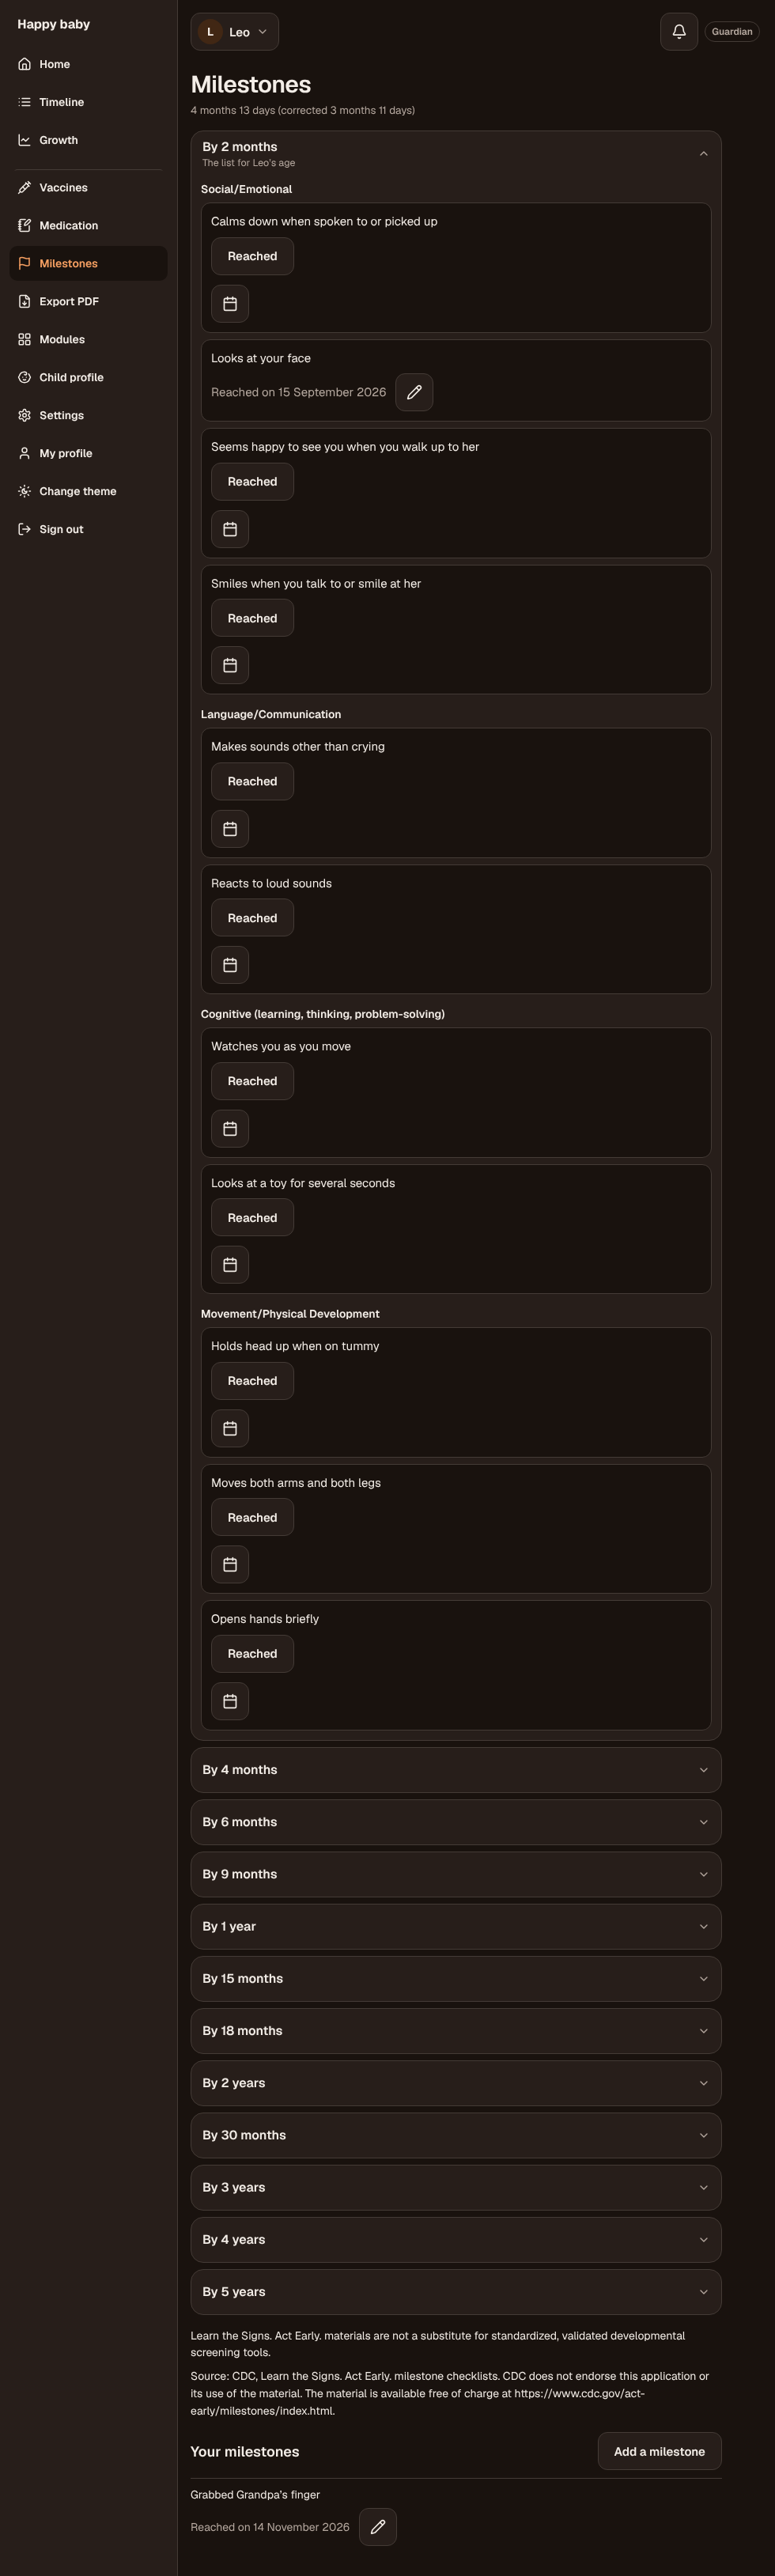 Happy baby
Home
Timeline
Growth
Vaccines
Medication
Milestones
Export PDF
Modules
Child profile
Settings
My profile
Change theme
Sign out
L Leo
Guardian
Milestones
4 months 13 days (corrected 3 months 11 days)
By 2 months
The list for Leo's age
Social/Emotional
Calms down when spoken to or picked up
Reached
Looks at your face
Reached on 15 September 2026
Seems happy to see you when you walk up to her
Reached
Smiles when you talk to or smile at her
Reached
Language/Communication
Makes sounds other than crying
Reached
Reacts to loud sounds
Reached
Cognitive (learning, thinking, problem-solving)
Watches you as you move
Reached
Looks at a toy for several seconds
Reached
Movement/Physical Development
Holds head up when on tummy
Reached
Moves both arms and both legs
Reached
Opens hands briefly
Reached
By 4 months
By 6 months
By 9 months
By 1 year
By 15 months
By 18 months
By 2 years
By 30 months
By 3 years
By 4 years
By 5 years
Learn the Signs. Act Early. materials are not a substitute for standardized, validated developmental
screening tools.
Source: CDC, Learn the Signs. Act Early. milestone checklists. CDC does not endorse this application or
its use of the material. The material is available free of charge at https://www.cdc.gov/act-
early/milestones/index.html.
Your milestones
Add a milestone
Grabbed Grandpa's finger
Reached on 14 November 2026